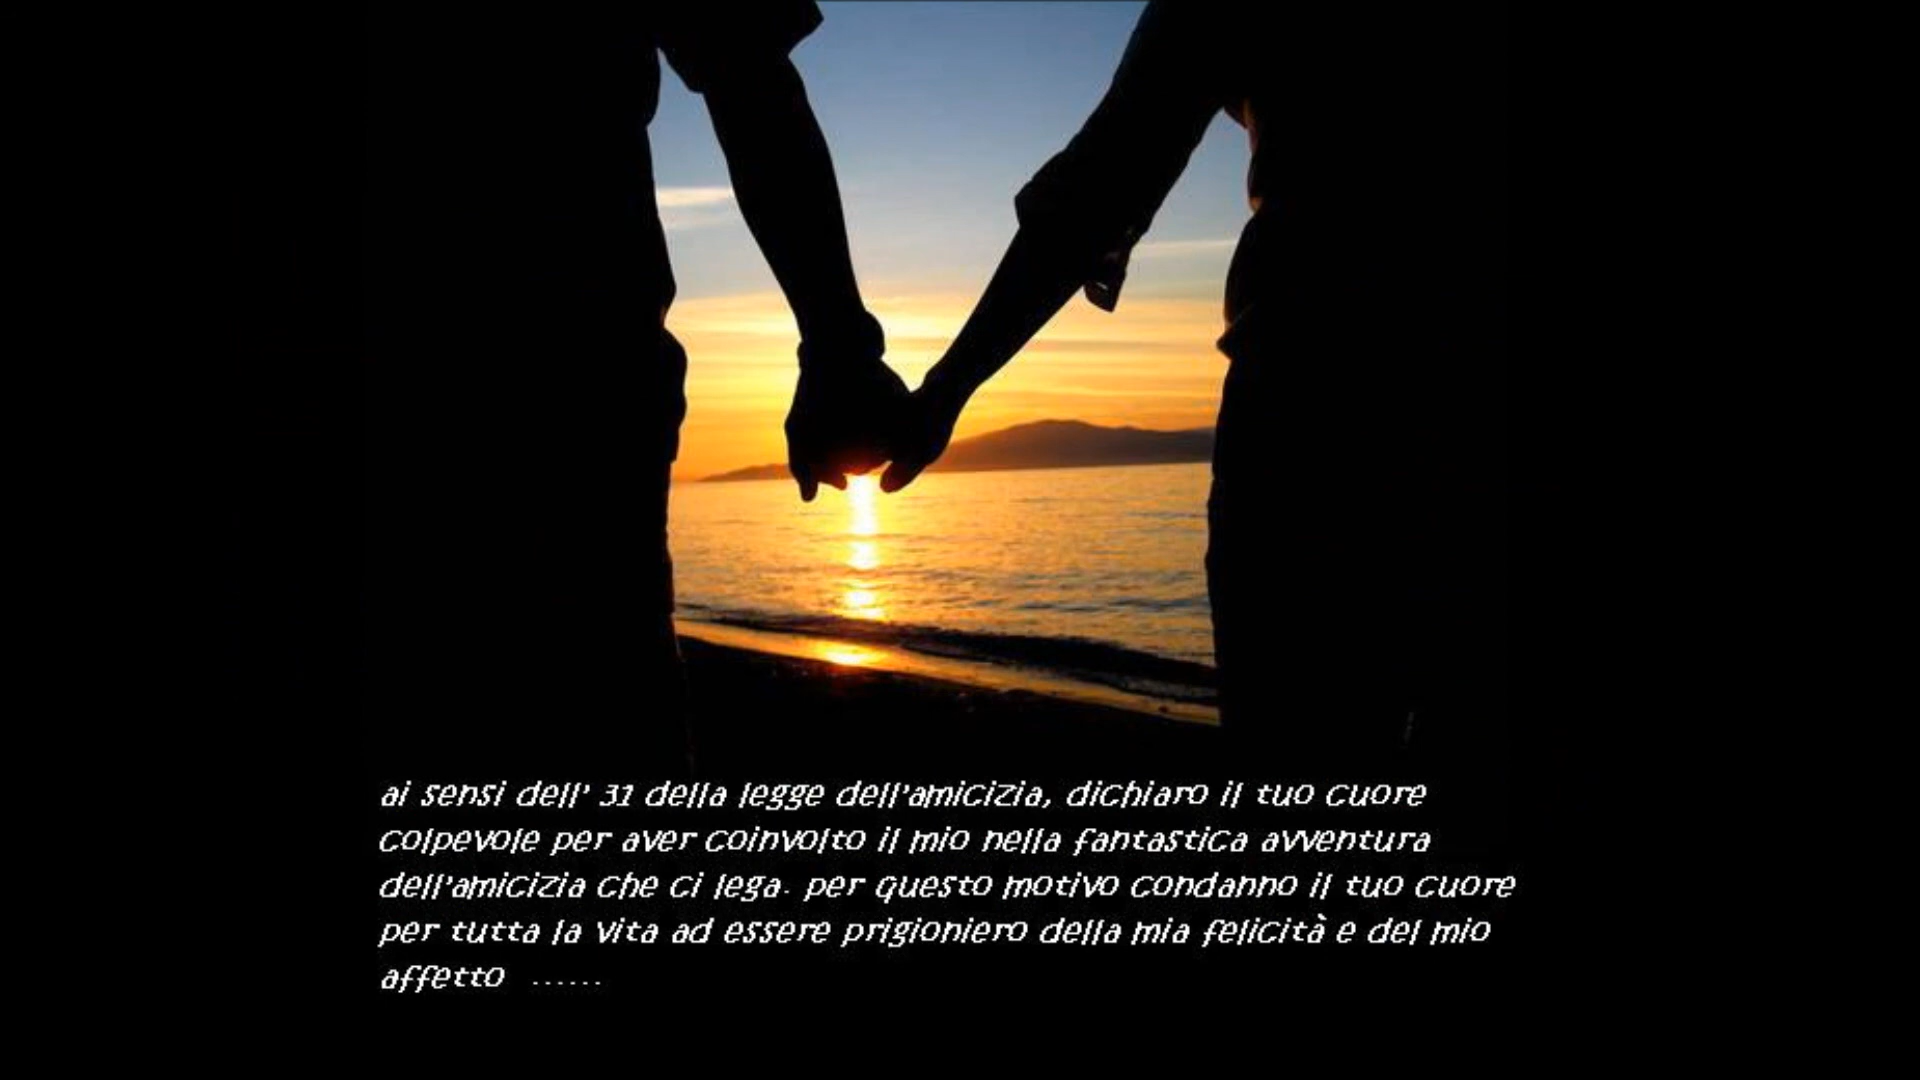 ai sensi dell' 31 della legge dell'amicizia, dichiaro il tuo cuore
colpevole per aver coinvolto il mio nella fantastica avventura
dell'amicizia che ci lega. per questo motivo condanno il tuo cuore
per tutta la vita ad essere prigioniero della mia felicità e del mio
affetto ......